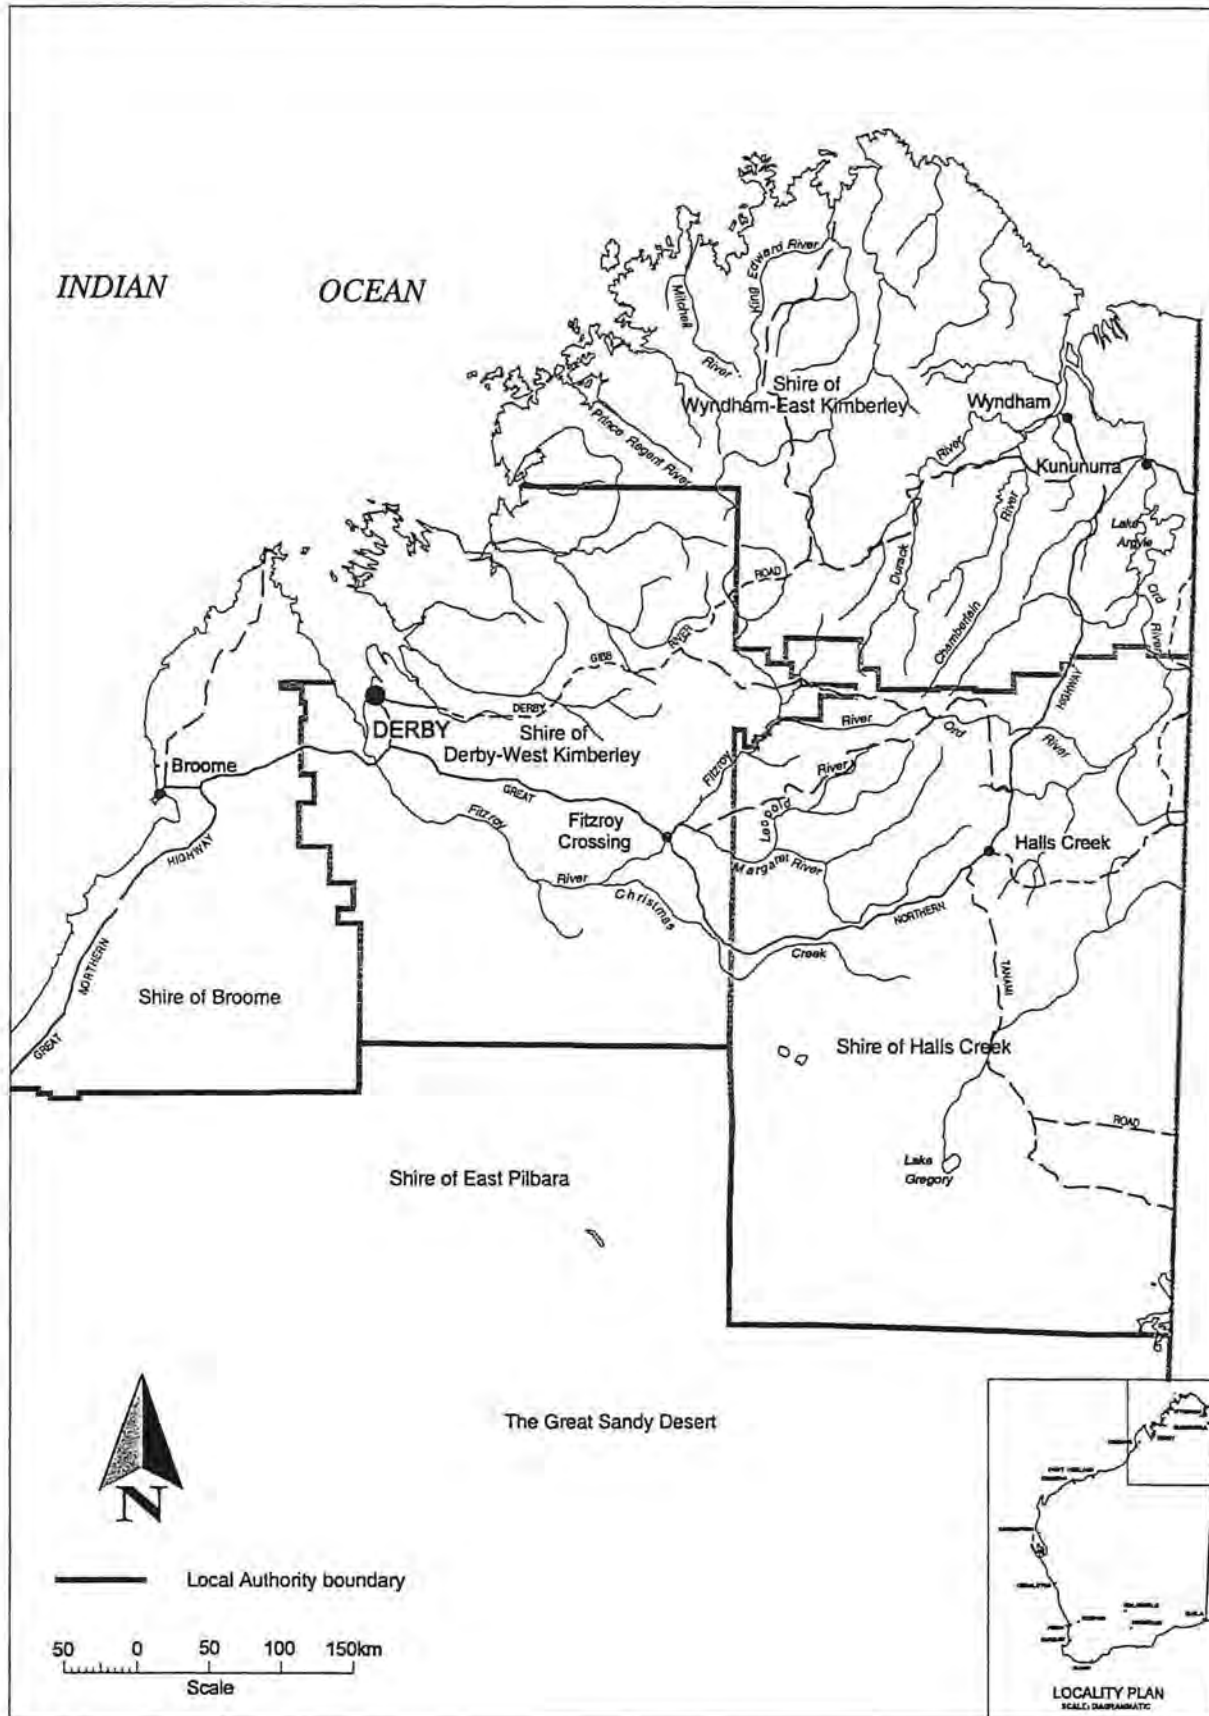 INDIAN OCEAN
King Edward River
Mitchell
River
Shire of
Wyndham-East Kimberley
Wyndham
Prince Regent River
River
Kununurra
River
Lake
Argyle
Durack
ROAD
Ord
River
Chamberlain
RIVER
GIBB
HIGHWAY
DERBY
DERBY
Shire of
Derby-West Kimberley
River
Ord
River
Broome
Fitzroy
River
GREAT
Leopold
Fitzroy
Fitzroy
Crossing
Halls Creek
HIGHWAY
Margaret River
River
Christmas
NORTHERN
Creek
NORTHERN
TANAMI
Shire of Broome
GREAT
Shire of Halls Creek
ROAD
Lake
Gregory
Shire of East Pilbara
The Great Sandy Desert
N
Local Authority boundary
50 0 50 100 150km
Scale
LOCALITY PLAN
SCALE: DIAGRAMMATIC